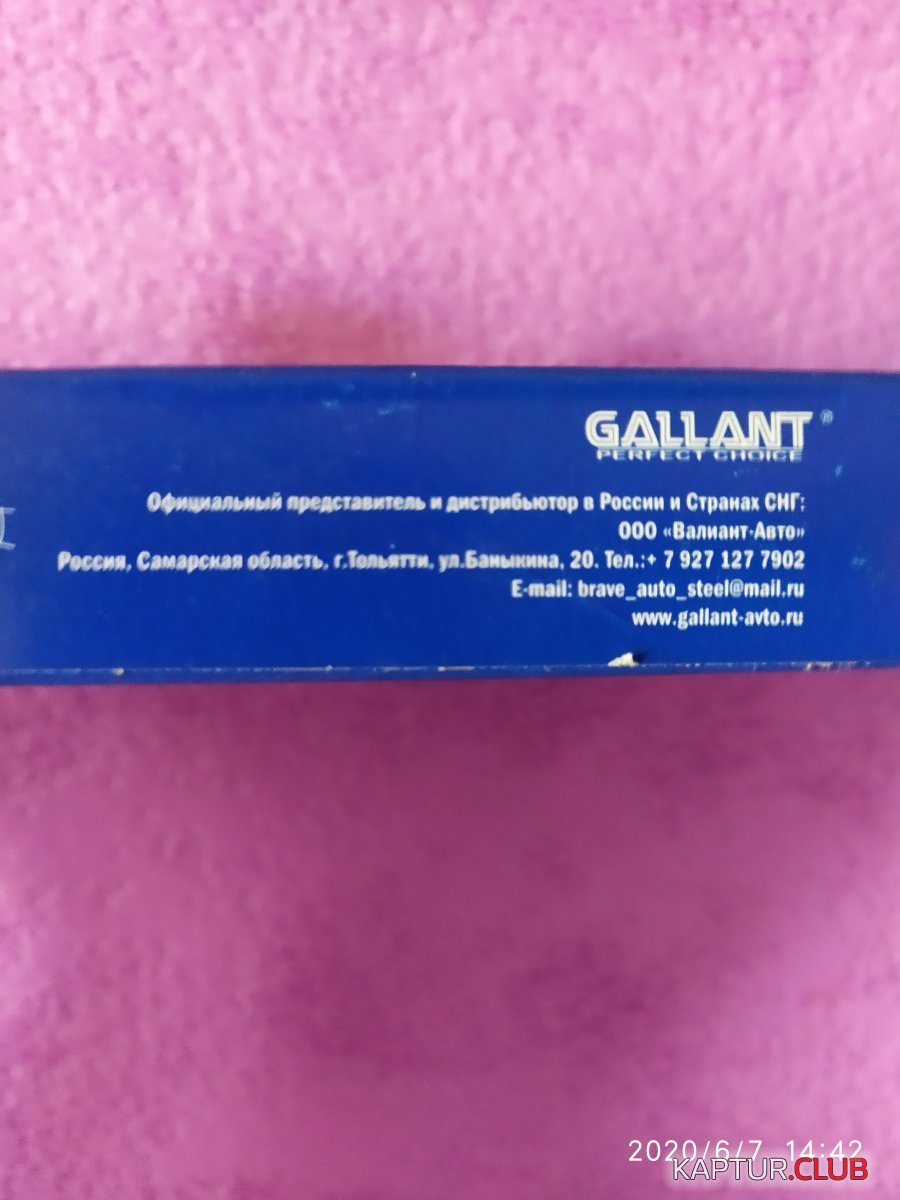 GALLANT®
PERFECT CHOICE
Официальный представитель и дистрибьютор в России и Странах СНГ:
ООО «Валиант-Авто»
Россия, Самарская область, г.Тольятти, ул.Баныкина, 20. Тел.:+ 7 927 127 7902
E-mail: brave_auto_steel@mail.ru
www.gallant-avto.ru
2020/6/7 14:42
KAPTUR.CLUB